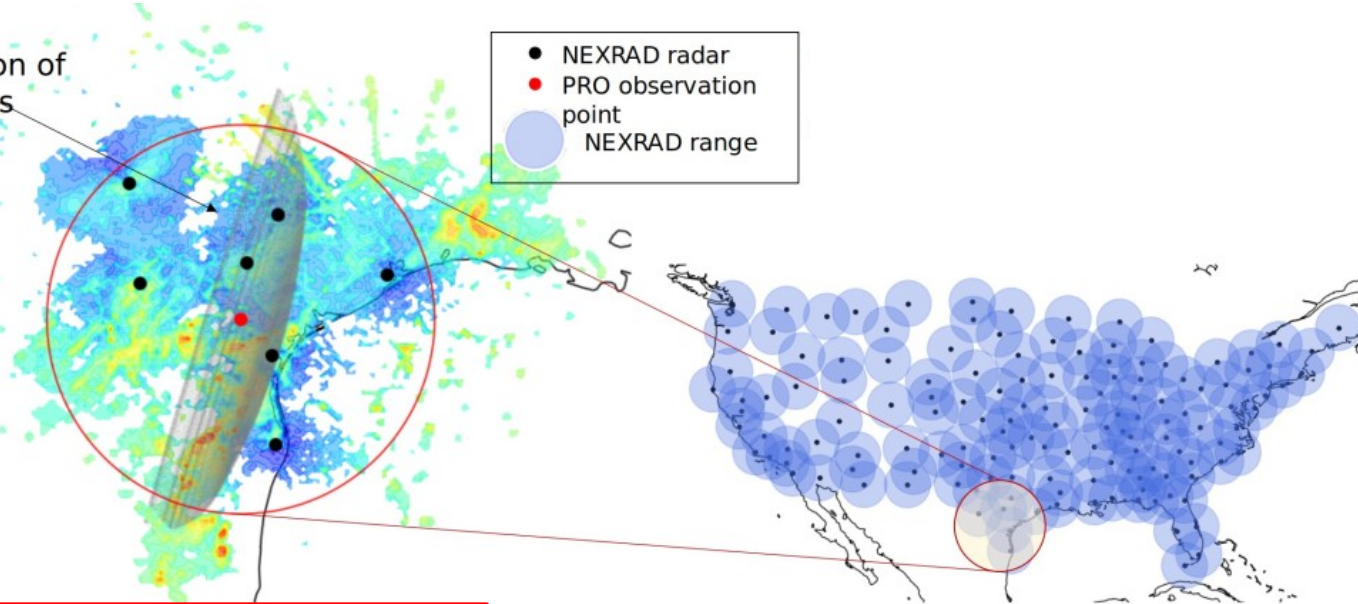 on of
s
NEXRAD radar
PRO observation
point
NEXRAD range